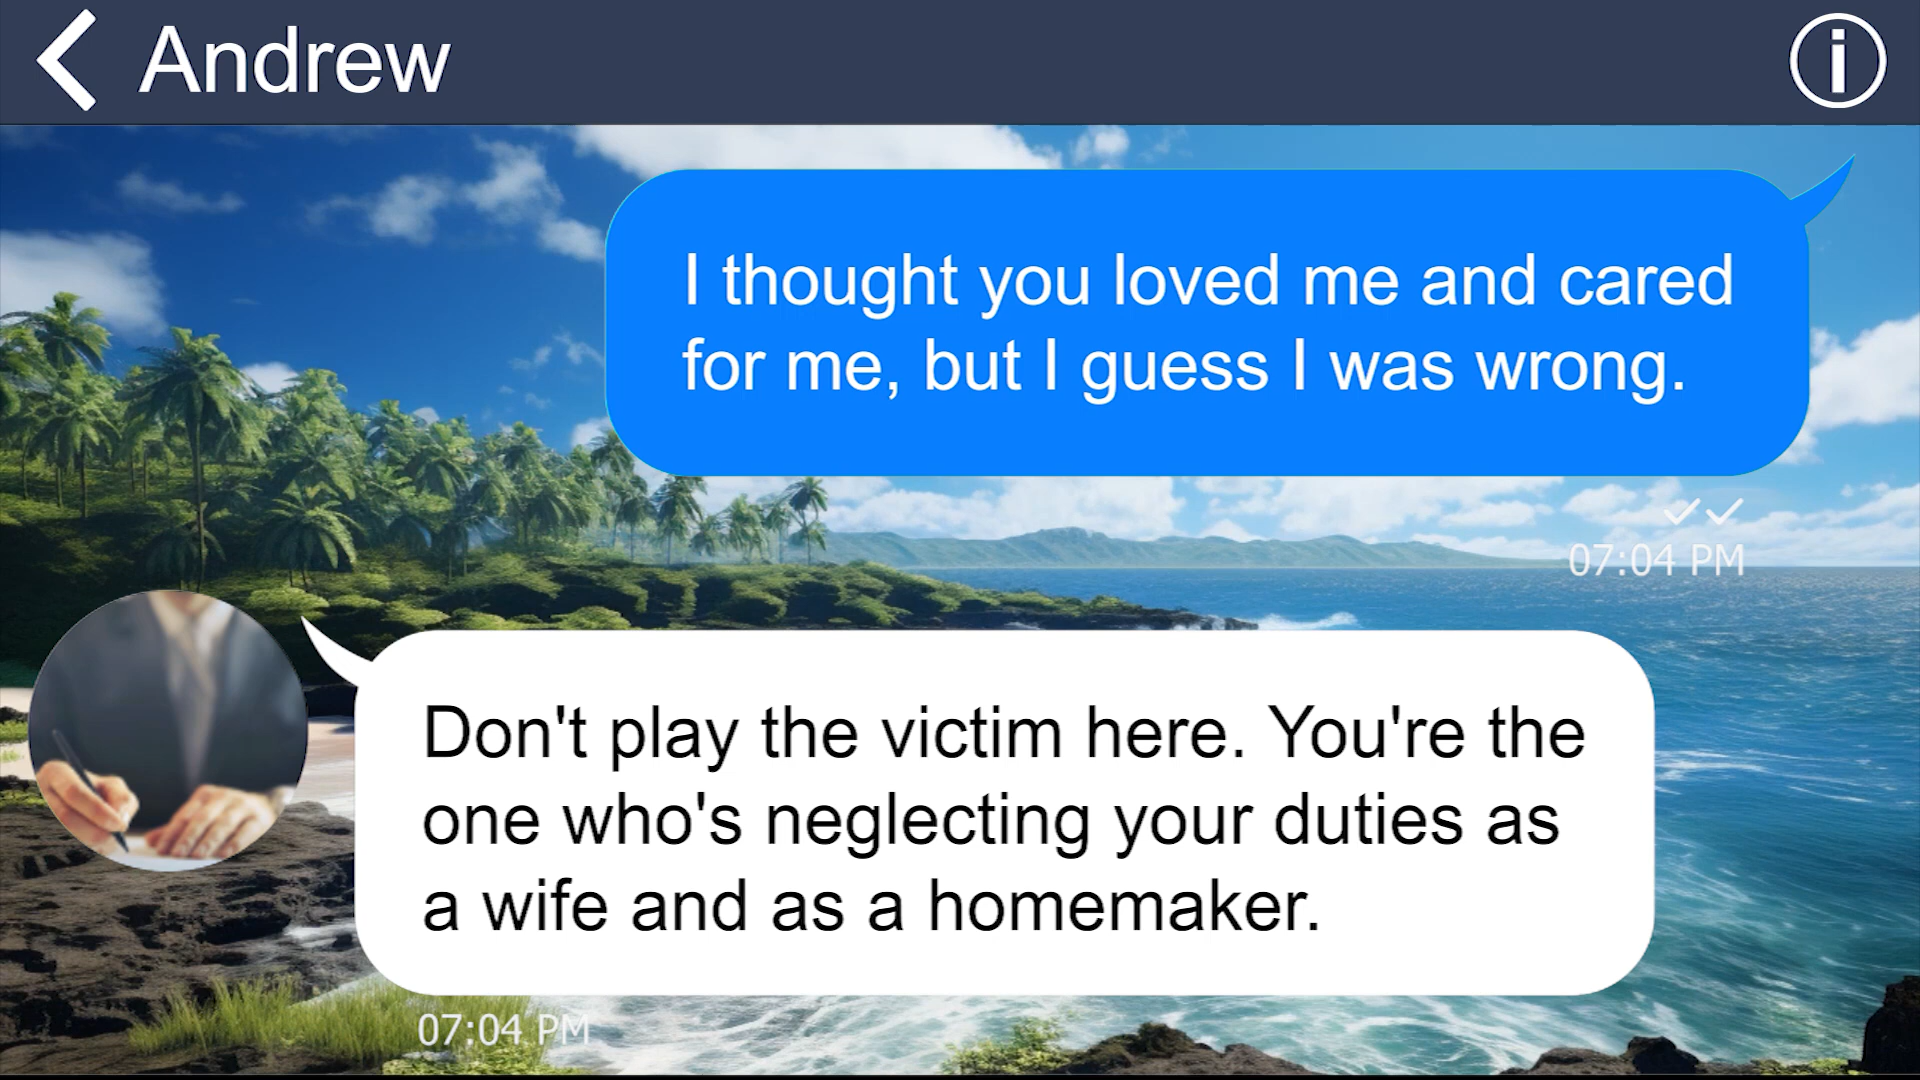 Andrew
I thought you loved me and cared
for me, but I guess I was wrong.
07:04 PM
Don't play the victim here. You're the
one who's neglecting your duties as
a wife and as a homemaker.
07:04 PM